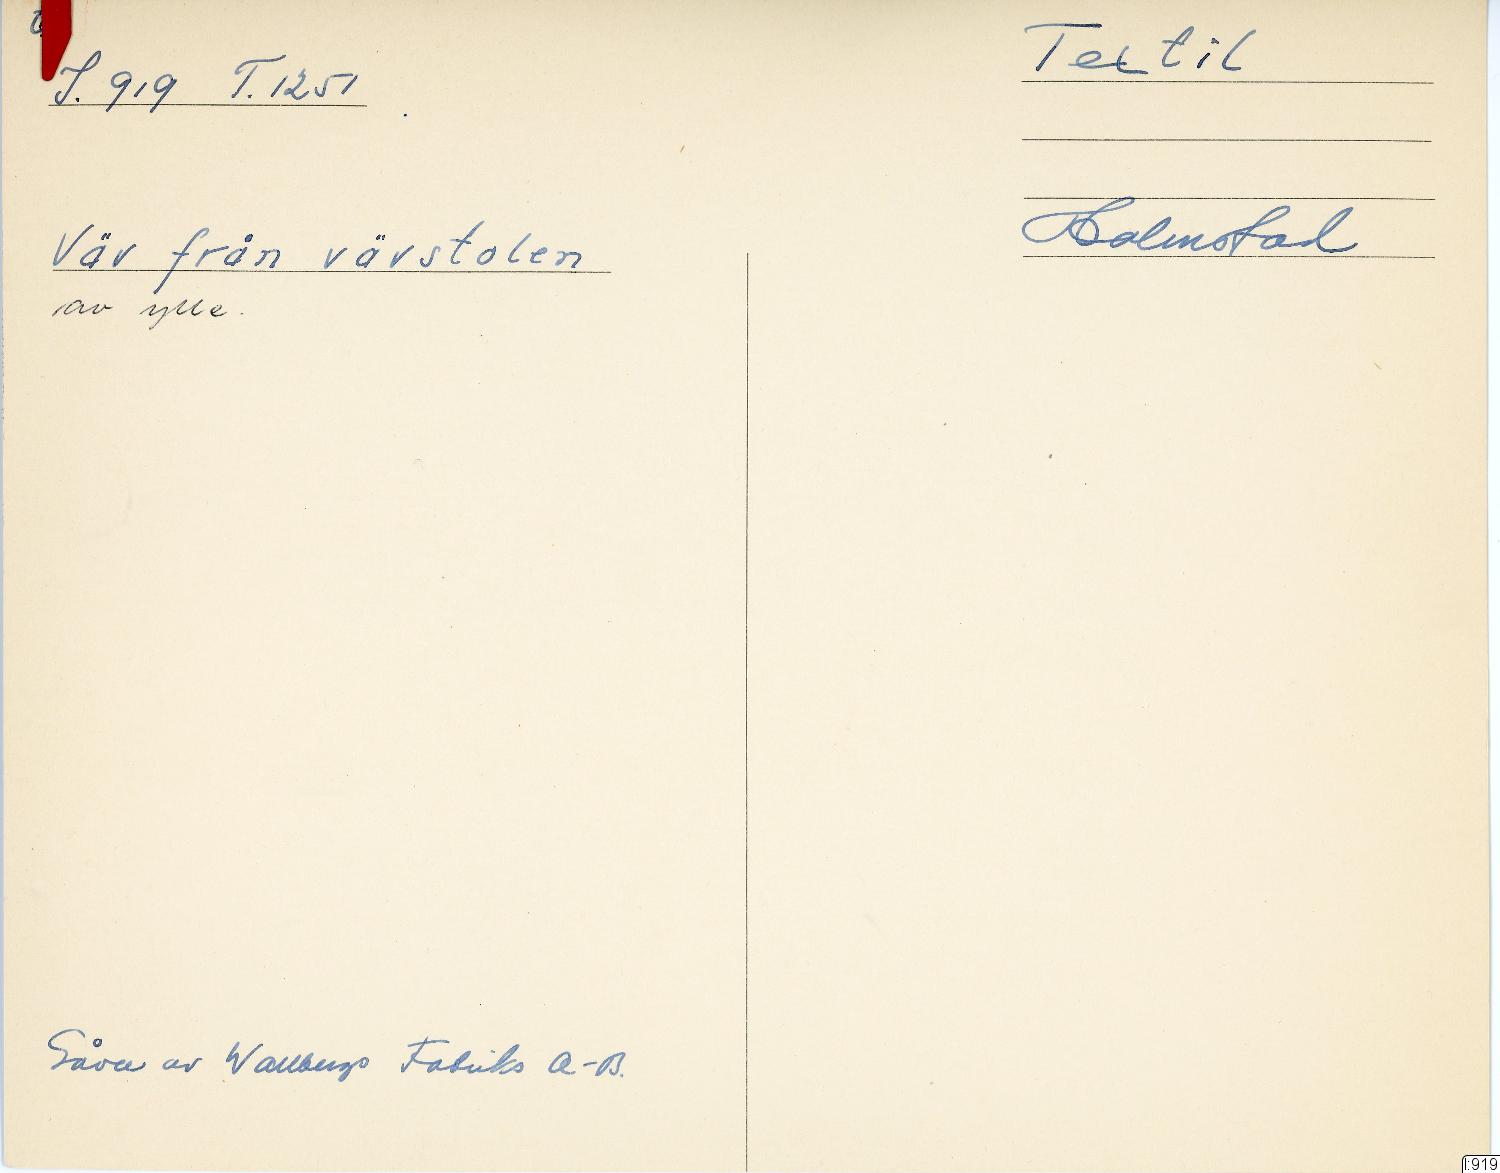 I. 919 T. 1251
Textil
Halmstad
Väv från vävstolen
av ylle.
Gåva av Wallbergs Fabriks A-B.
I:919